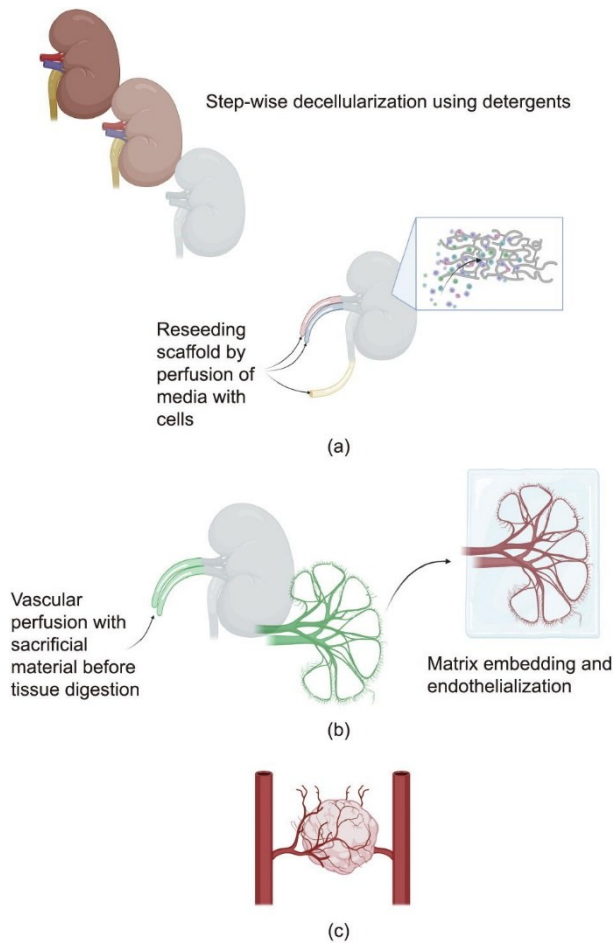 Step-wise decellularization using detergents
Reseeding
scaffold by
perfusion of
media with
cells
(a)
Vascular
perfusion with
sacrificial
material before
tissue digestion
Matrix embedding and
endothelialization
(b)
(c)